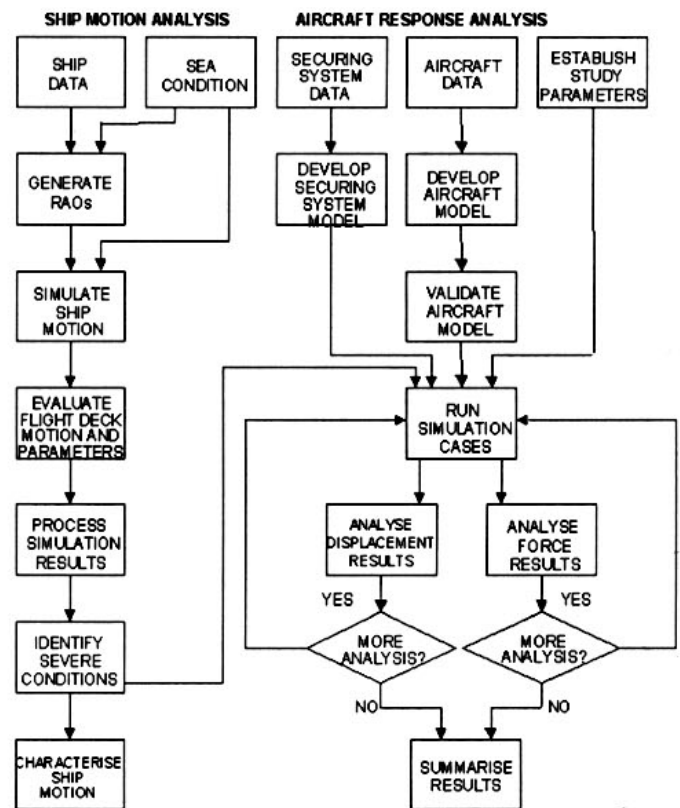 SHIP MOTION ANALYSIS
AIRCRAFT RESPONSE ANALYSIS
SHIP
DATA
SEA
CONDITION
SECURING
SYSTEM
DATA
AIRCRAFT
DATA
ESTABLISH
STUDY
PARAMETERS
GENERATE
RAOs
DEVELOP
SECURING
SYSTEM
MODEL
DEVELOP
AIRCRAFT
MODEL
SIMULATE
SHIP
MOTION
VALIDATE
AIRCRAFT
MODEL
EVALUATE
FLIGHT DECK
MOTION AND
PARAMETERS
RUN
SIMULATION
CASES
PROCESS
SIMULATION
RESULTS
ANALYSE
DISPLACEMENT
RESULTS
ANALYSE
FORCE
RESULTS
YES
YES
IDENTIFY
SEVERE
CONDITIONS
MORE
ANALYSIS?
MORE
ANALYSIS?
NO
NO
CHARACTERISE
SHIP
MOTION
SUMMARISE
RESULTS